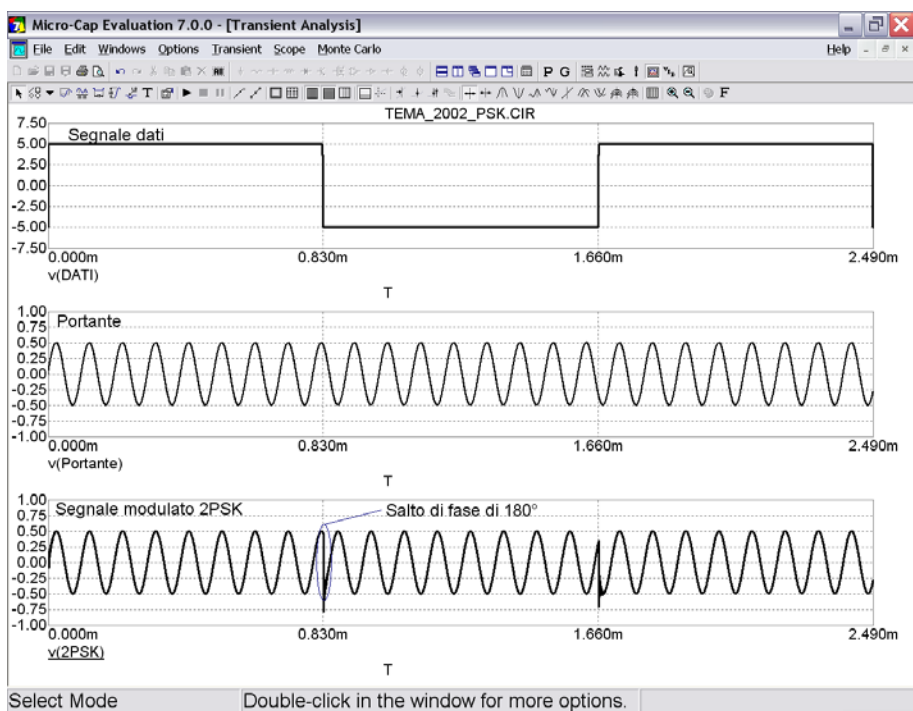 Micro-Cap Evaluation 7.0.0 - [Transient Analysis]
File Edit Windows Options Transient Scope Monte Carlo Help
P G
T F
TEMA_2002_PSK.CIR
7.50
5.00
2.50
0.00
-2.50
-5.00
-7.50
Segnale dati
0.000m 0.830m 1.660m 2.490m
v(DATI)
T
1.00
0.75
0.50
0.25
0.00
-0.25
-0.50
-1.00
Portante
0.000m 0.830m 1.660m 2.490m
v(Portante)
T
1.00
0.75
0.50
0.25
0.00
-0.25
-0.50
-0.75
-1.00
Segnale modulato 2PSK
Salto di fase di 180°
0.000m 0.830m 1.660m 2.490m
v(2PSK)
T
Select Mode
Double-click in the window for more options.